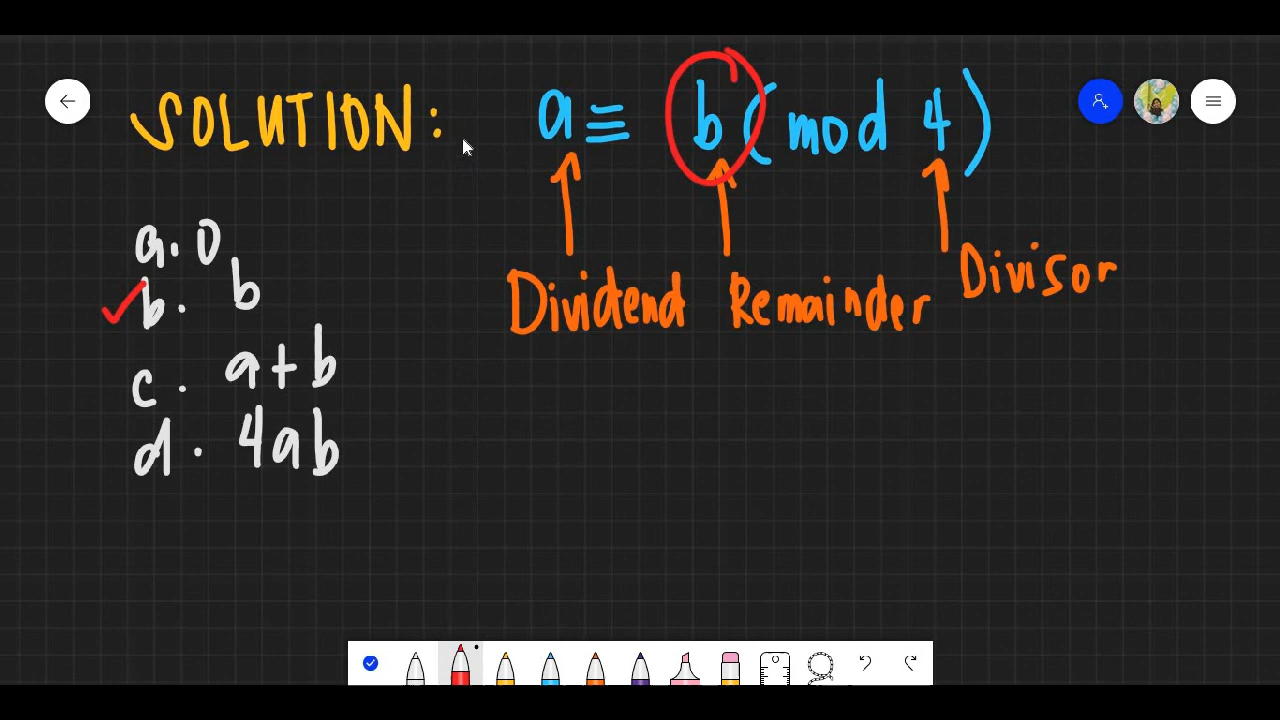 SOLUTION: a ≡ b (mod 4)
Dividend Remainder Divisor
a. 0
b. b
c. a+b
d. 4ab